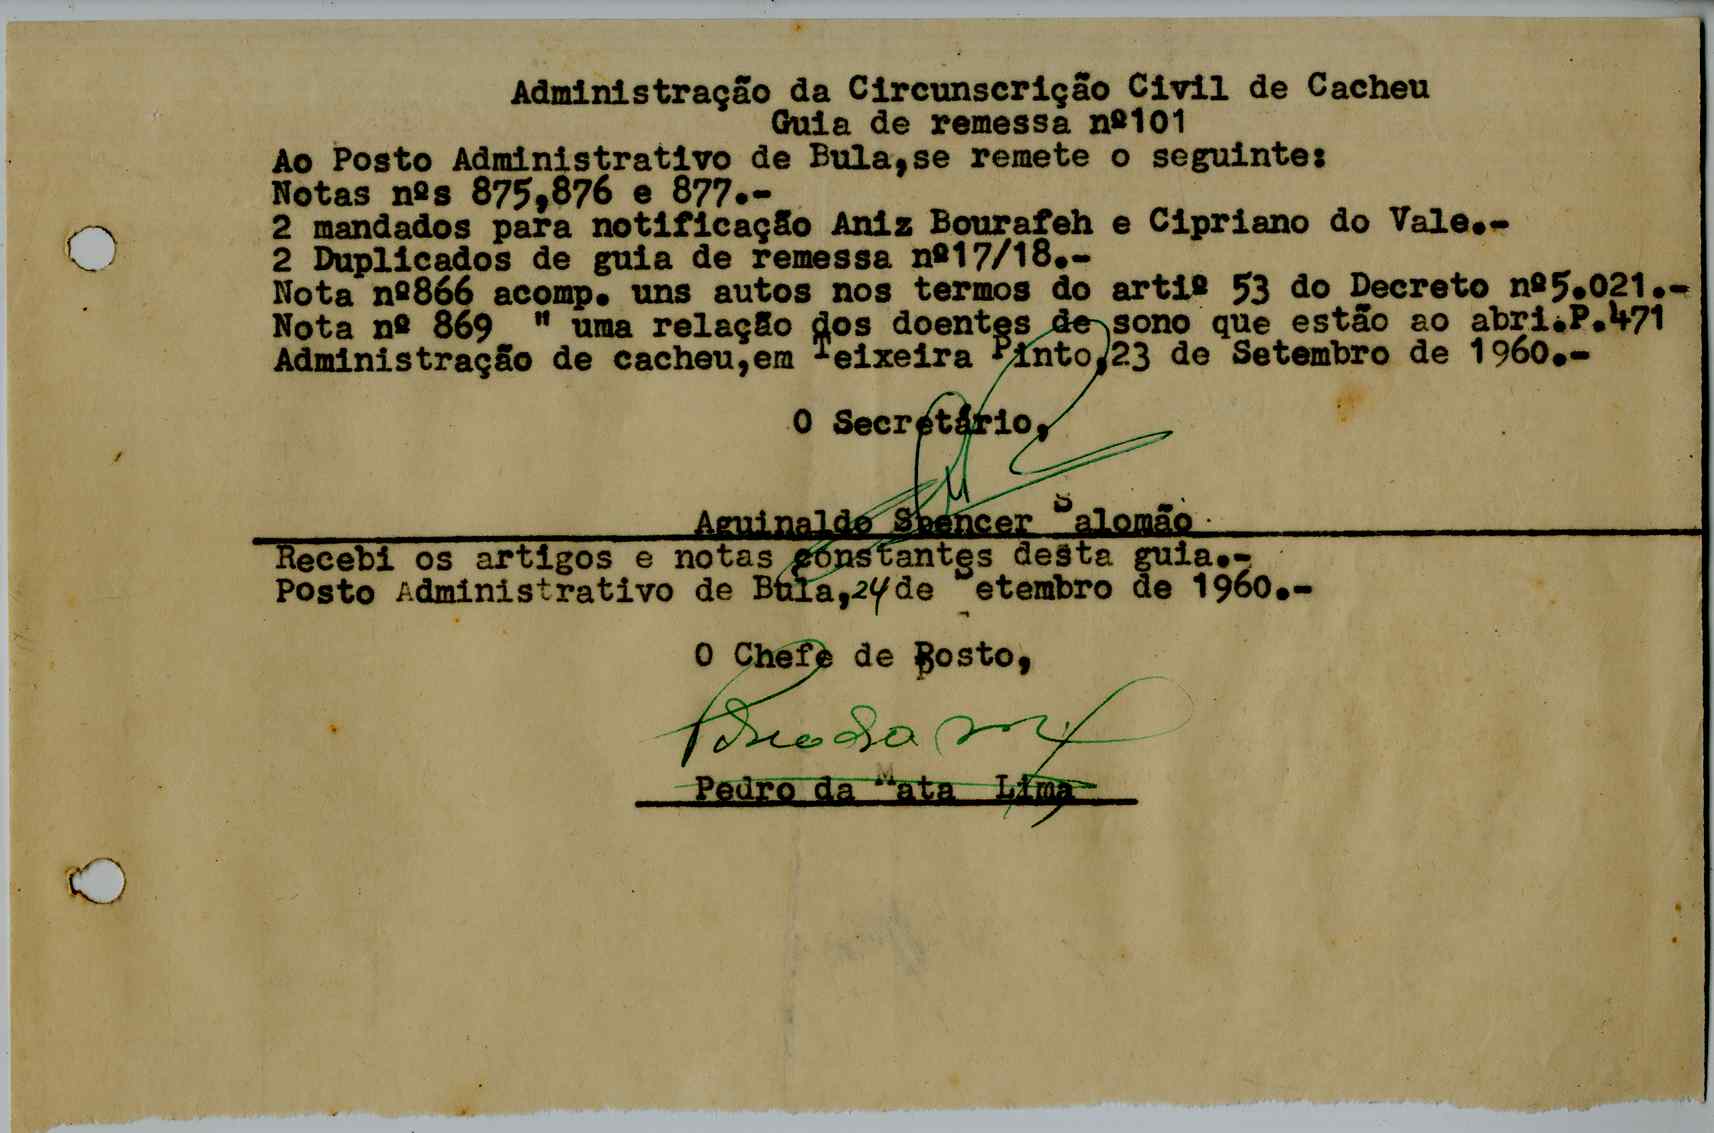 Administração da Circunscrição Civil de Cacheu
Guia de remessa nº101
Ao Posto Administrativo de Bula,se remete o seguinte:
Notas nºs 875,876 e 877.-
2 mandados para notificação Aniz Bourafeh e Cipriano do Vale.-
2 Duplicados de guia de remessa nº17/18.-
Nota nº866 acomp. uns autos nos termos do artiº 53 do Decreto nº5.021.-
Nota nº 869 " uma relação dos doentes de sono que estão ao abri.P.471
Administração de cacheu,em Teixeira Pinto,23 de Setembro de 1960.-
O Secretário,
Aguinaldo Spencer Salomão
Recebi os artigos e notas constantes desta guia.-
Posto Administrativo de Bula,24 de Setembro de 1960.-
O Chefe de Posto,
Pedro da Mata Lima